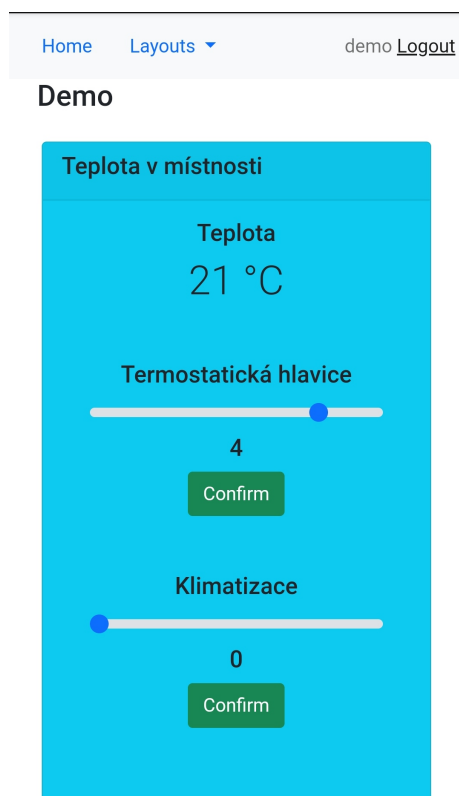 Home Layouts demo Logout
Demo
Teplota v místnosti
Teplota
21 °C
Termostatická hlavice
4
Confirm
Klimatizace
0
Confirm